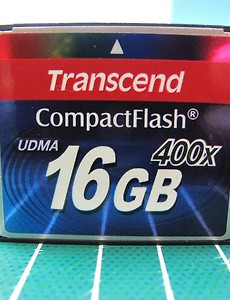 Transcend
CompactFlash®
UDMA 400x
16GB